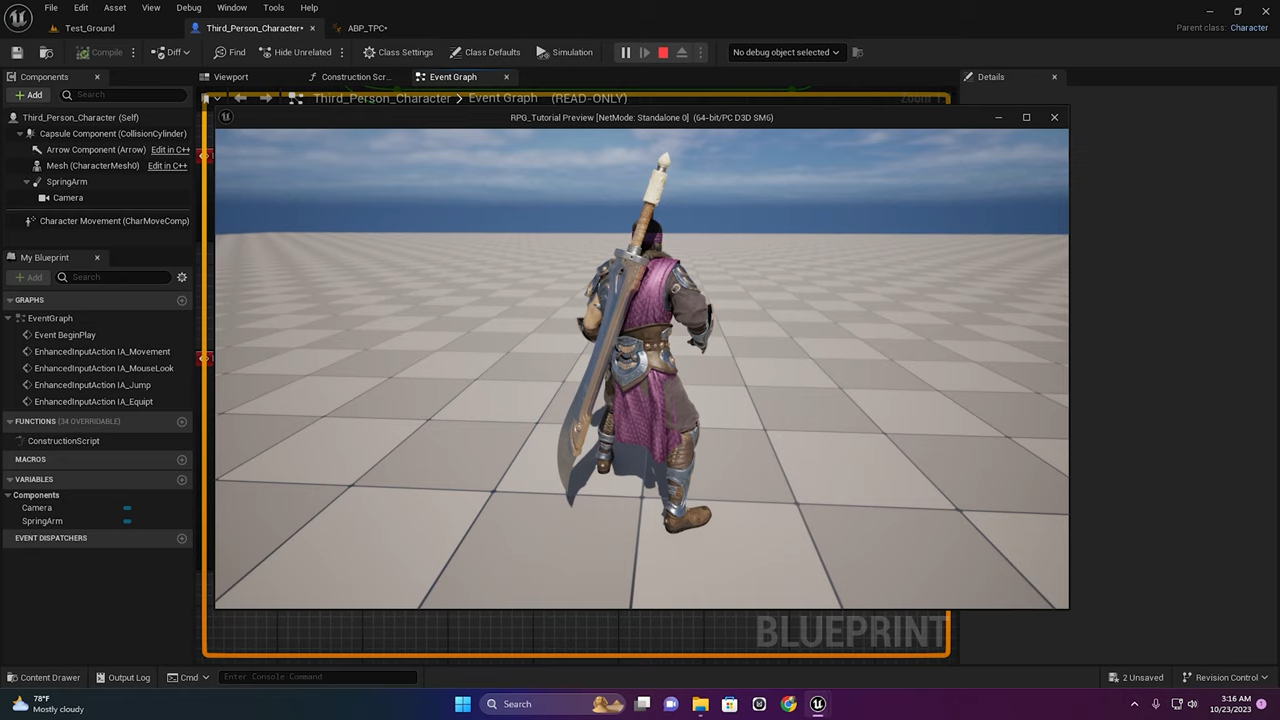 File Edit Asset View Debug Window Tools Help
Test_Ground
Third_Person_Character•
ABP_TPC•
Parent class: Character
Compile
Diff
Find
Hide Unrelated
Class Settings
Class Defaults
Simulation
No debug object selected
Components
Viewport
Construction Scr...
Event Graph
Details
Add
Search
Third_Person_Character > Event Graph (READ-ONLY)
Zoom
Third_Person_Character (Self)
RPG_Tutorial Preview [NetMode: Standalone 0] (64-bit/PC D3D SM6)
Capsule Component (CollisionCylinder)
Arrow Component (Arrow) Edit in C++
Mesh (CharacterMesh0) Edit in C++
SpringArm
Camera
Character Movement (CharMoveComp)
My Blueprint
Add
Search
GRAPHS
EventGraph
Event BeginPlay
EnhancedInputAction IA_Movement
EnhancedInputAction IA_MouseLook
EnhancedInputAction IA_Jump
EnhancedInputAction IA_Equipt
FUNCTIONS (34 OVERRIDABLE)
ConstructionScript
MACROS
VARIABLES
Components
Camera
SpringArm
EVENT DISPATCHERS
BLUEPRINT
Content Drawer
Output Log
Cmd
Enter Console Command
2 Unsaved
Revision Control
78°F
Mostly cloudy
Search
3:16 AM
10/23/2023